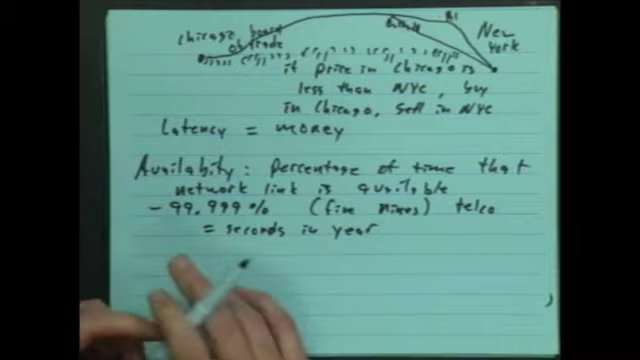 Chicago board
of trade
Buffalo
New
York
if price in Chicago is
less than NYC, buy
in Chicago, sell in NYC
Latency = money
Availabity: percentage of time that
network link is available
- 99.999% (five nines) telco
= seconds in year